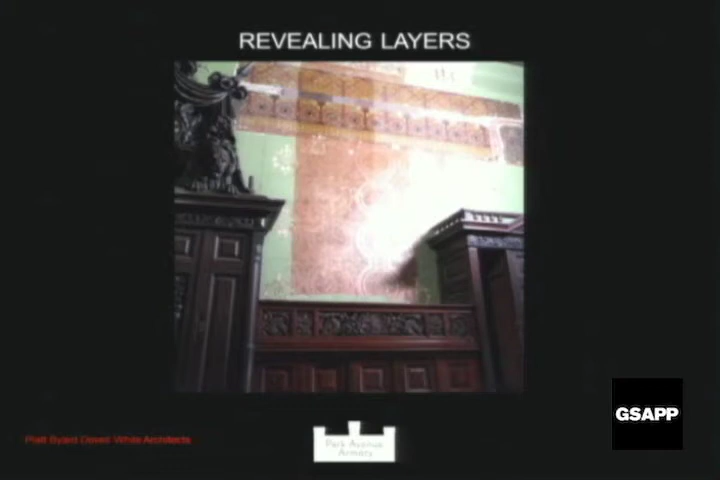 REVEALING LAYERS
GSAPP
Platt Byard Dovell White Architects
Park Avenue
Armory